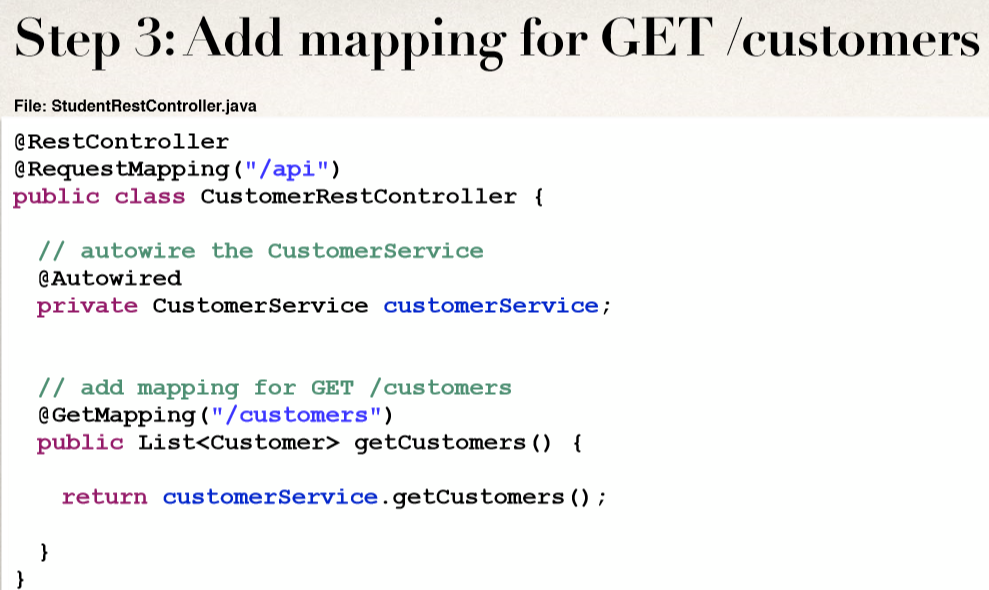 Step 3: Add mapping for GET /customers
File: StudentRestController.java
@RestController
@RequestMapping("/api")
public class CustomerRestController {
// autowire the CustomerService
@Autowired
private CustomerService customerService;
// add mapping for GET /customers
@GetMapping("/customers")
public List<Customer> getCustomers() {
return customerService.getCustomers();
}
}